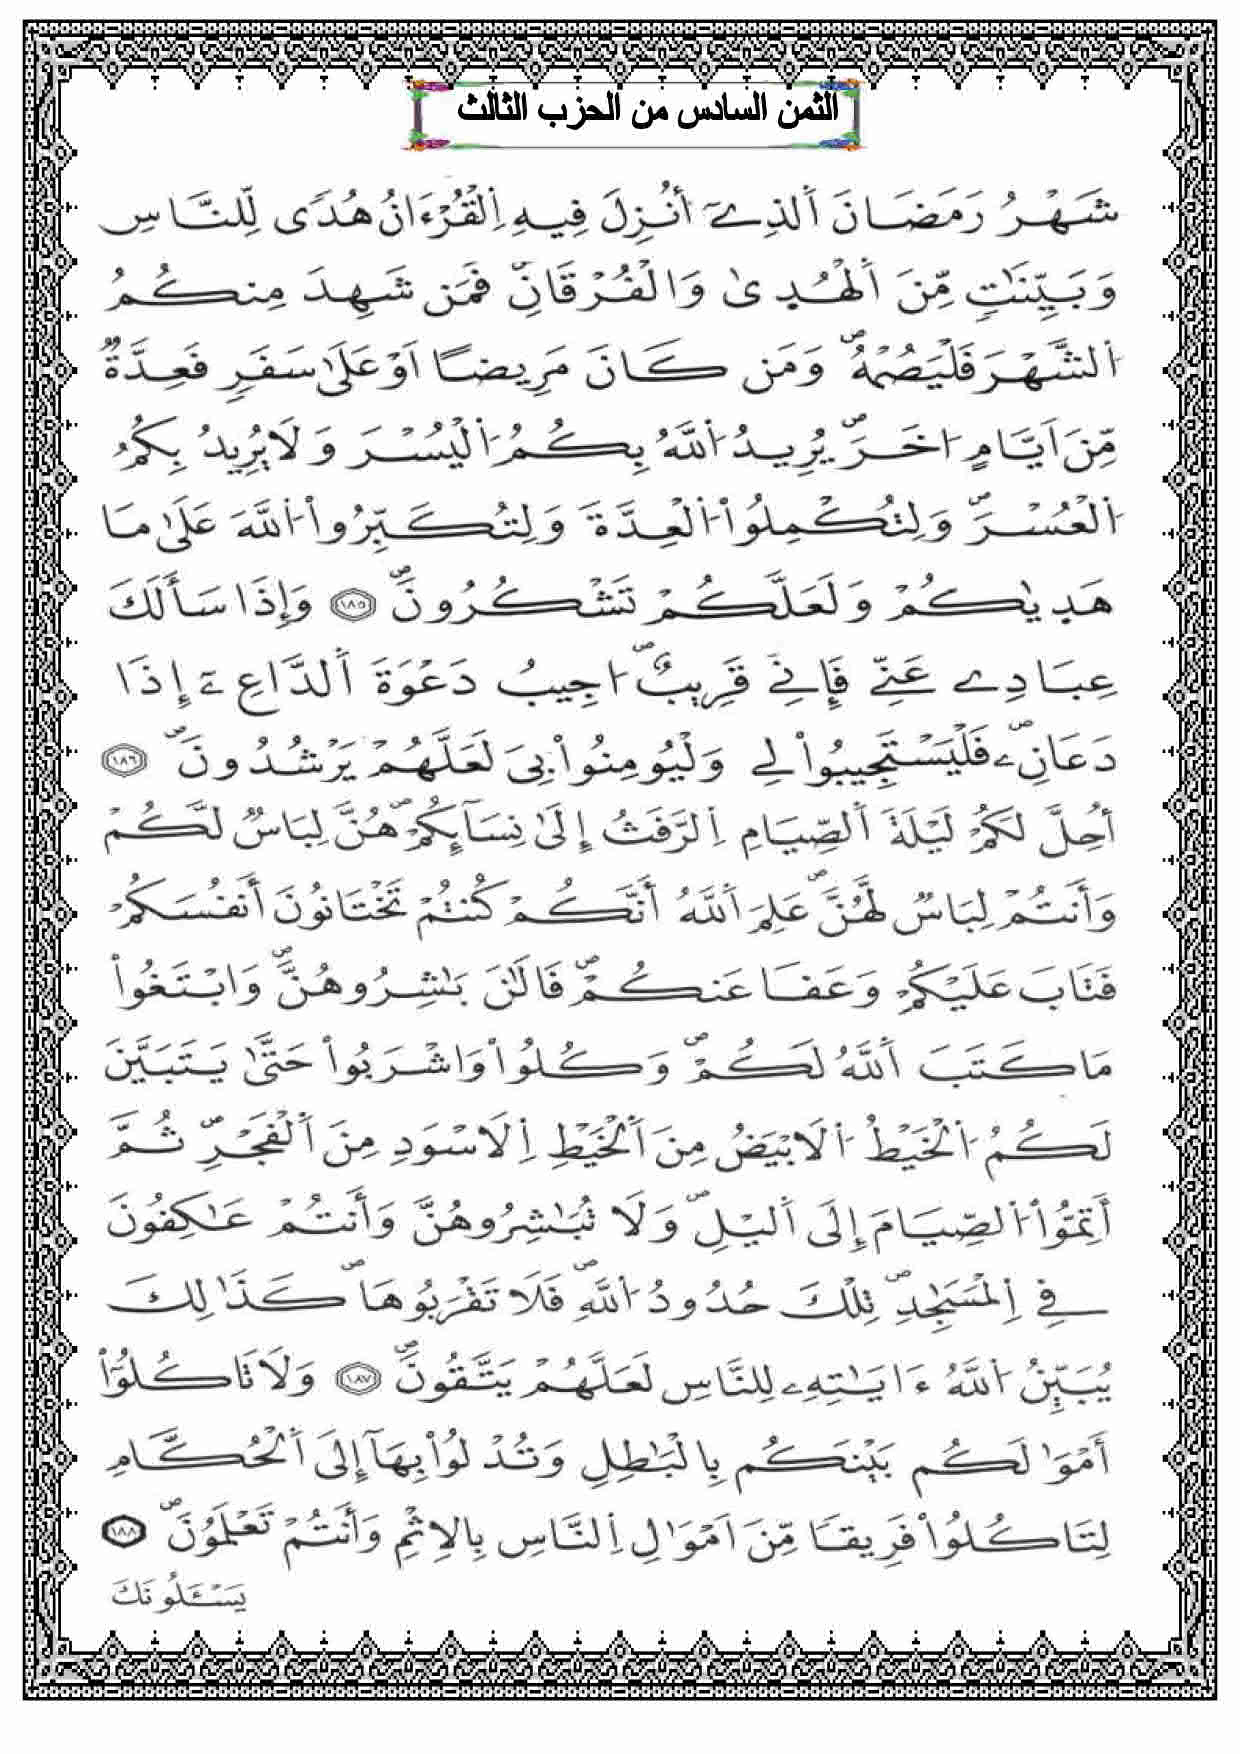 الثمن السادس من الحزب الثالث
شَهْرُ رَمَضَانَ اَ۬لذِےٓ أُنزِلَ فِيهِ اِ۬لْقُرْءَانُ هُدىٗ لِّلنَّاسِ
وَبَيِّنَٰتٖ مِّنَ اَ۬لْهُد۪ىٰ وَالْفُرْقَانِۖ فَمَن شَهِدَ مِنكُمُ
اُ۬لشَّهْرَ فَلْيَصُمْهُۖ وَمَن كَانَ مَرِيضاً اَوْ عَلَىٰ سَفَرٖ فَعِدَّةٞ
مِّنَ اَيَّامٍ اُخَرَۖ يُرِيدُ اُ۬للَّهُ بِكُمُ اُ۬لْيُسْرَ وَلَا يُرِيدُ بِكُمُ
اُ۬لْعُسْرَۖ وَلِتُكْمِلُواْ اُ۬لْعِدَّةَ وَلِتُكَبِّرُواْ اُ۬للَّهَ عَلَىٰ مَا
هَد۪يٰكُمْ وَلَعَلَّكُمْ تَشْكُرُونَۖ ١٨٥ وَإِذَا سَأَلَكَ
عِبَادِے عَنِّے فَإِنِّے قَرِيبٌۖ اُجِيبُ دَعْوَةَ اَ۬لدَّاعِۦٓ إِذَا
دَعَانِۦۖ فَلْيَسْتَجِيبُواْ لِے وَلْيُومِنُواْ بِيَ لَعَلَّهُمْ يَرْشُدُونَۖ ١٨٦
أُحِلَّ لَكُمْ لَيْلَةَ اَ۬لصِّيَامِ اِ۬لرَّفَثُ إِلَىٰ نِسَآئِكُمْۖ هُنَّ لِبَاسٞ لَّكُمْ
وَأَنتُمْ لِبَاسٞ لَّهُنَّۖ عَلِمَ اَ۬للَّهُ أَنَّكُمْ كُنتُمْ تَخْتَانُونَ أَنفُسَكُمْ
فَتَابَ عَلَيْكُمْ وَعَفَا عَنكُمْۖ فَالَٰنَ بَٰشِرُوهُنَّۖ وَابْتَغُواْ
مَا كَتَبَ اَ۬للَّهُ لَكُمْۖ وَكُلُواْ وَاشْرَبُواْ حَتَّىٰ يَتَبَيَّنَ
لَكُمُ اُ۬لْخَيْطُ اُ۬لَابْيَضُ مِنَ اَ۬لْخَيْطِ اِ۬لَاسْوَدِ مِنَ اَ۬لْفَجْرِۖ ثُمَّ
أَتِمُّواْ اُ۬لصِّيَامَ إِلَى اَ۬ليْلِۖ وَلَا تُبَٰشِرُوهُنَّ وَأَنتُمْ عَٰكِفُونَ
فِے اِ۬لْمَسَٰجِدِۖ تِلْكَ حُدُودُ اُ۬للَّهِۖ فَلَا تَقْرَبُوهَاۖ كَذَٰلِكَ
يُبَيِّنُ اُ۬للَّهُ ءَايَٰتِهِۦ لِلنَّاسِ لَعَلَّهُمْ يَتَّقُونَۖ ١٨٧ وَلَا تَاكُلُوٓاْ
أَمْوَٰلَكُم بَيْنَكُم بِالْبَٰطِلِ وَتُدْلُواْ بِهَآ إِلَى اَ۬لْحُكَّامِ
لِتَاكُلُواْ فَرِيقاٗ مِّنَ اَمْوَٰلِ اِ۬لنَّاسِ بِالِاثْمِ وَأَنتُمْ تَعْلَمُونَۖ ١٨٨
يَسْـَٔلُونَكَ